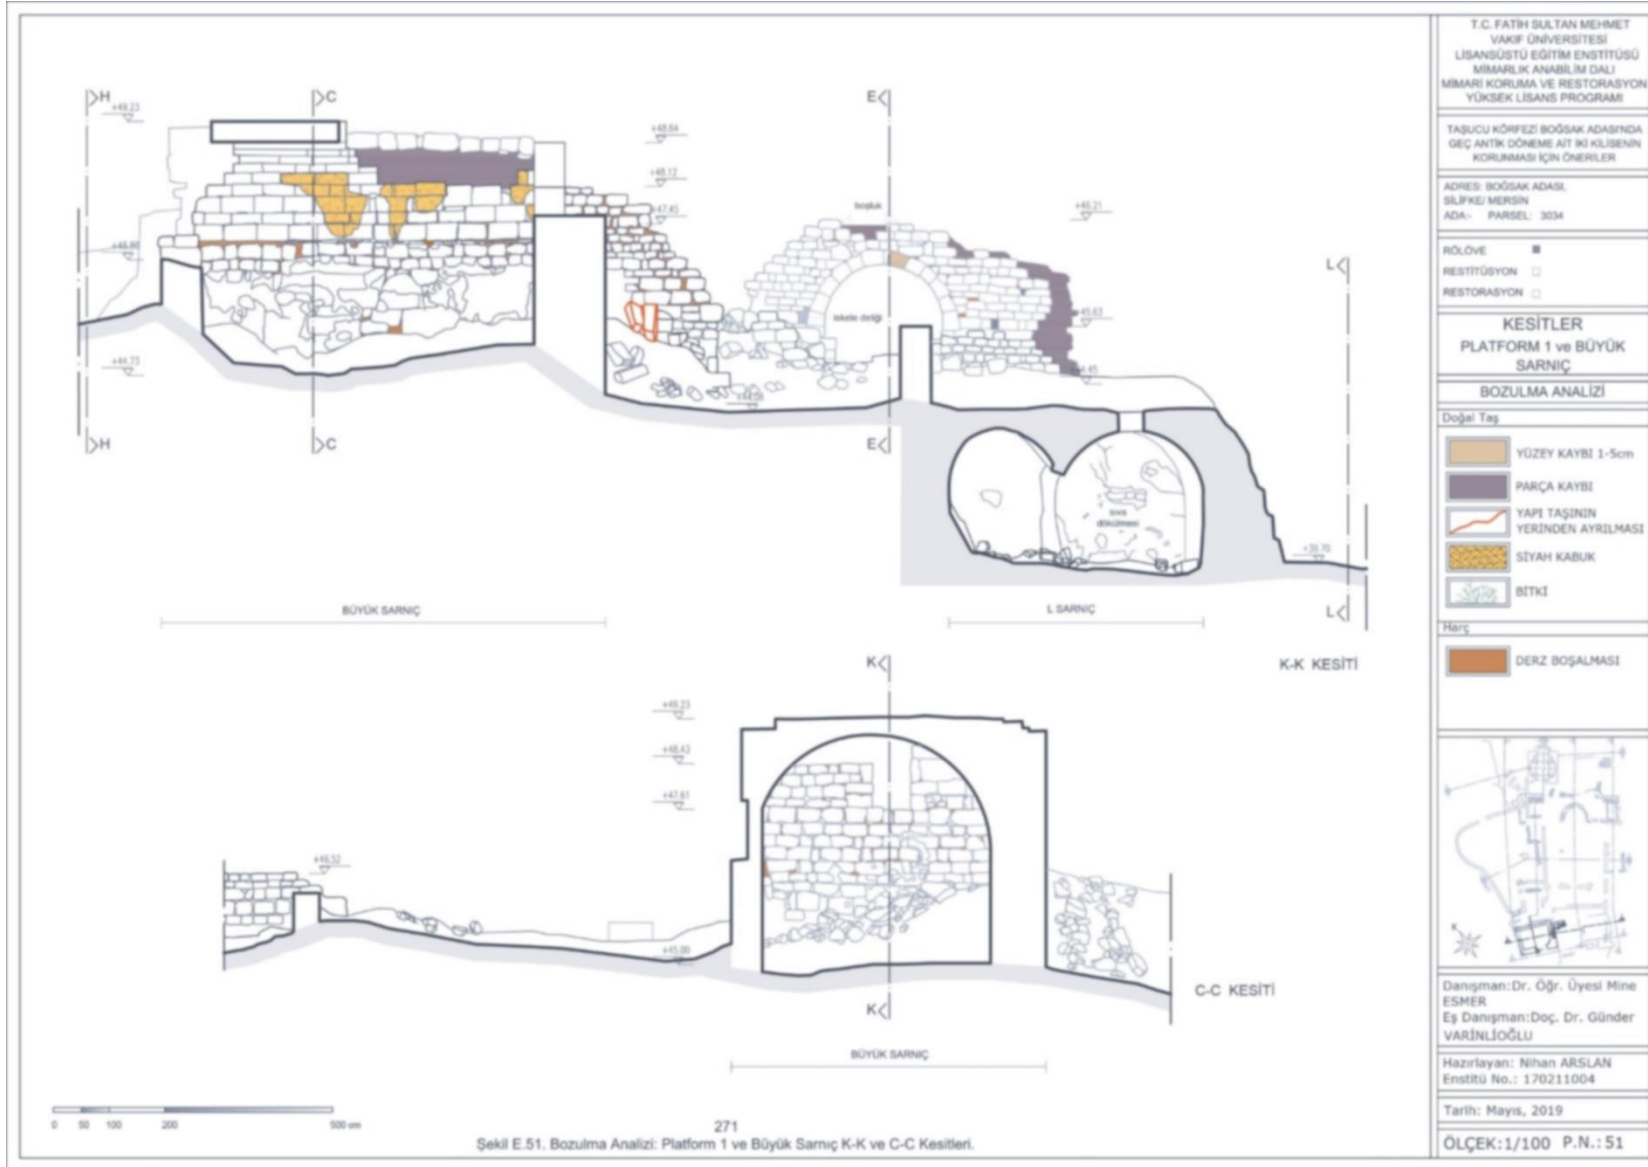 H
C
E
+49.23
+48.64
+48.12
+47.45
boşluk
+46.21
L
iskele deliği
+45.63
+44.73
+44.45
H
C
E
sıva
dökülmesi
+39.70
BÜYÜK SARNIÇ
L SARNIÇ
L
K-K KESİTİ
K
+49.23
+48.43
+47.61
+46.52
+45.00
C-C KESİTİ
K
BÜYÜK SARNIÇ
0 50 100 200 500 cm
271
Şekil E.51. Bozulma Analizi: Platform 1 ve Büyük Sarnıç K-K ve C-C Kesitleri.
T.C. FATİH SULTAN MEHMET
VAKIF ÜNİVERSİTESİ
LİSANSÜSTÜ EĞİTİM ENSTİTÜSÜ
MİMARLIK ANABİLİM DALI
MİMARİ KORUMA VE RESTORASYON
YÜKSEK LİSANS PROGRAMI
TAŞUCU KÖRFEZİ BOĞSAK ADASI'NDA
GEÇ ANTİK DÖNEME AİT İKİ KİLİSENİN
KORUNMASI İÇİN ÖNERİLER
ADRES: BOĞSAK ADASI,
SİLİFKE/ MERSİN
ADA:- PARSEL: 3034
RÖLÖVE
RESTİTÜSYON
RESTORASYON
KESİTLER
PLATFORM 1 ve BÜYÜK
SARNIÇ
BOZULMA ANALİZİ
Doğal Taş
YÜZEY KAYBI 1-5cm
PARÇA KAYBI
YAPI TAŞININ
YERİNDEN AYRILMASI
SİYAH KABUK
BİTKİ
Harç
DERZ BOŞALMASI
K
Danışman:Dr. Öğr. Üyesi Mine
ESMER
Eş Danışman:Doç. Dr. Günder
VARİNLİOĞLU
Hazırlayan: Nihan ARSLAN
Enstitü No.: 170211004
Tarih: Mayıs, 2019
ÖLÇEK:1/100 P.N.: 51